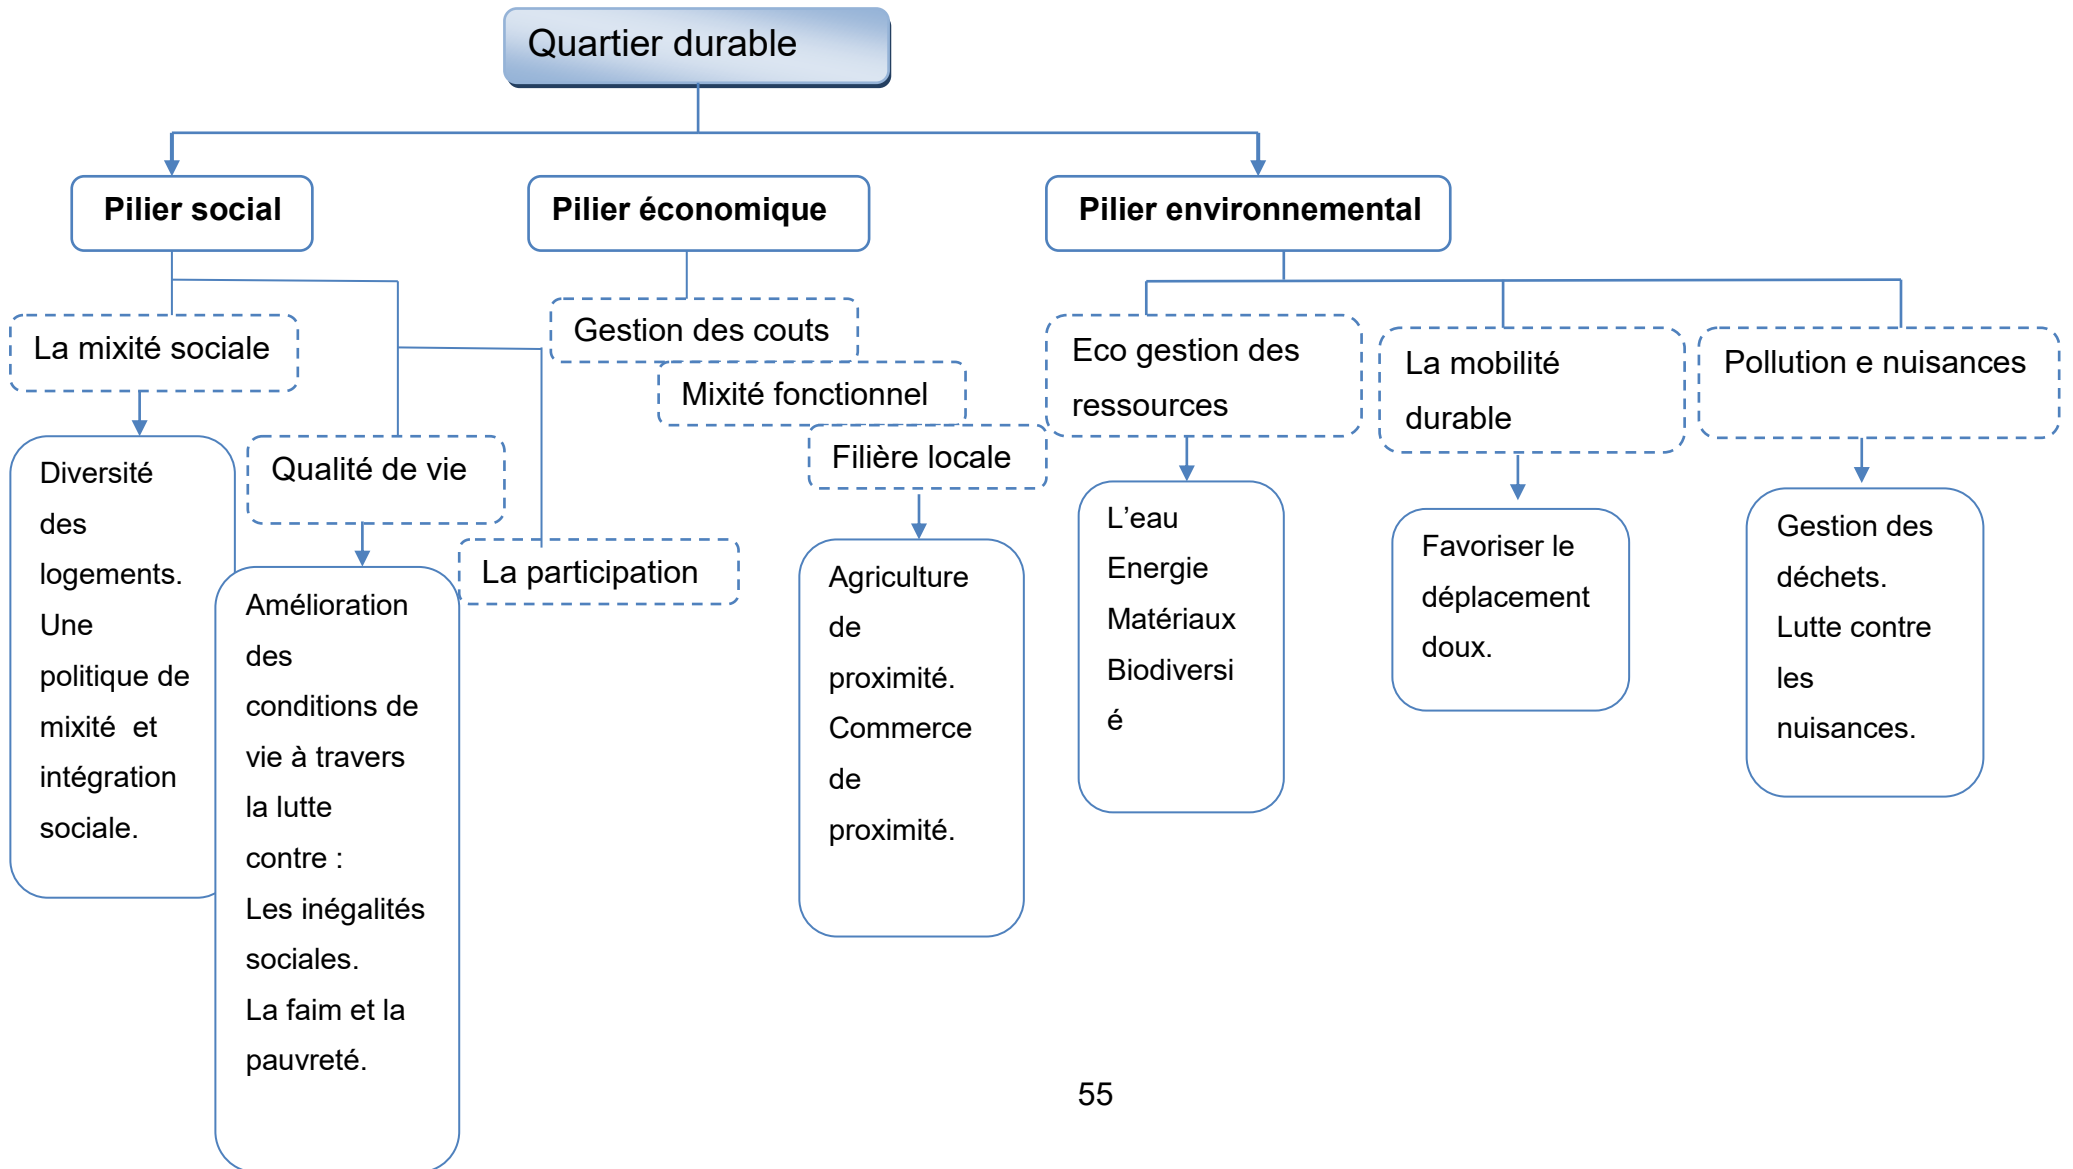 Quartier durable
Pilier social
Pilier économique
Pilier environnemental
La mixité sociale
Gestion des couts
Mixité fonctionnel
Filière locale
Eco gestion des
ressources
La mobilité
durable
Pollution e nuisances
Diversité
des
logements.
Une
politique de
mixité  et
intégration
sociale.
Qualité de vie
Amélioration
des
conditions de
vie à travers
la lutte
contre :
Les inégalités
sociales.
La faim et la
pauvreté.
La participation
Agriculture
de
proximité.
Commerce
de
proximité.
L’eau
Energie
Matériaux
Biodiversi
é
Favoriser le
déplacement
doux.
Gestion des
déchets.
Lutte contre
les
nuisances.
55